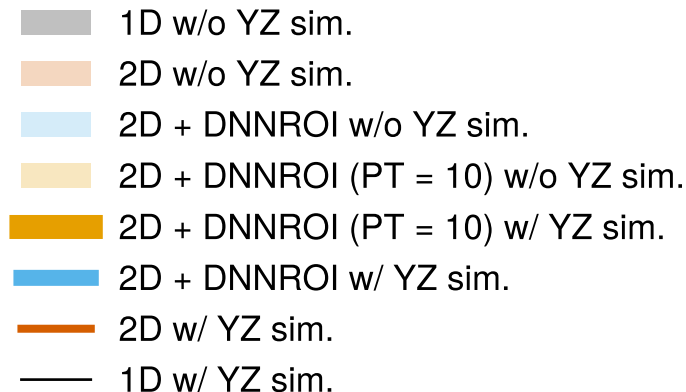 1D w/o YZ sim.
2D w/o YZ sim.
2D + DNNROI w/o YZ sim.
2D + DNNROI (PT = 10) w/o YZ sim.
2D + DNNROI (PT = 10) w/ YZ sim.
2D + DNNROI w/ YZ sim.
2D w/ YZ sim.
1D w/ YZ sim.